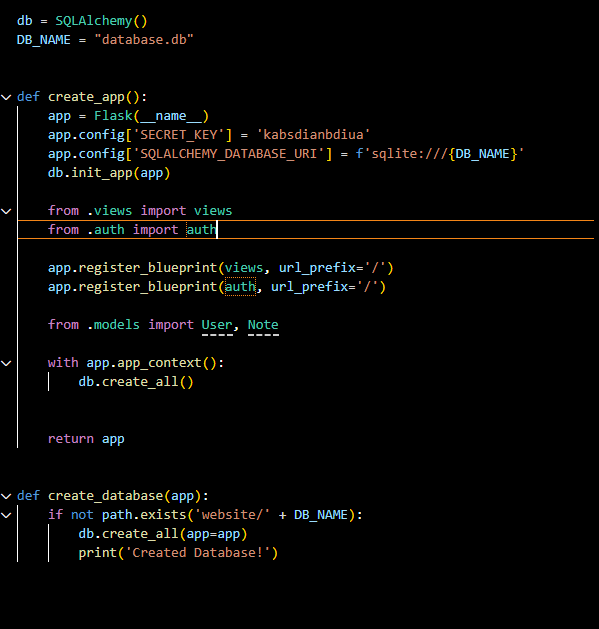 db = SQLAlchemy()
DB_NAME = "database.db"
def create_app():
app = Flask(__name__)
app.config['SECRET_KEY'] = 'kabsdianbdiua'
app.config['SQLALCHEMY_DATABASE_URI'] = f'sqlite:///{DB_NAME}'
db.init_app(app)
from .views import views
from .auth import auth
app.register_blueprint(views, url_prefix='/')
app.register_blueprint(auth, url_prefix='/')
from .models import User, Note
with app.app_context():
db.create_all()
return app
def create_database(app):
if not path.exists('website/' + DB_NAME):
db.create_all(app=app)
print('Created Database!')